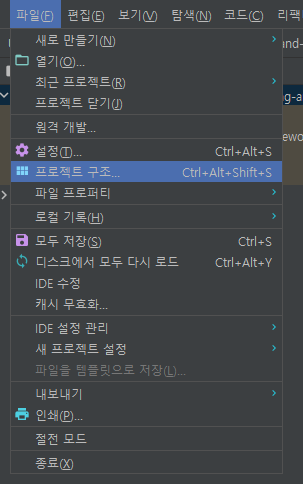 파일(F) 편집(E) 보기(V) 탐색(N) 코드(C) 리팩
새로 만들기(N)
열기(O)...
최근 프로젝트(R)
프로젝트 닫기(J)
원격 개발...
설정(T)... Ctrl+Alt+S
프로젝트 구조... Ctrl+Alt+Shift+S
파일 프로퍼티
로컬 기록(H)
모두 저장(S) Ctrl+S
디스크에서 모두 다시 로드 Ctrl+Alt+Y
IDE 수정
캐시 무효화...
IDE 설정 관리
새 프로젝트 설정
파일을 템플릿으로 저장(L)...
내보내기
인쇄(P)...
절전 모드
종료(X)